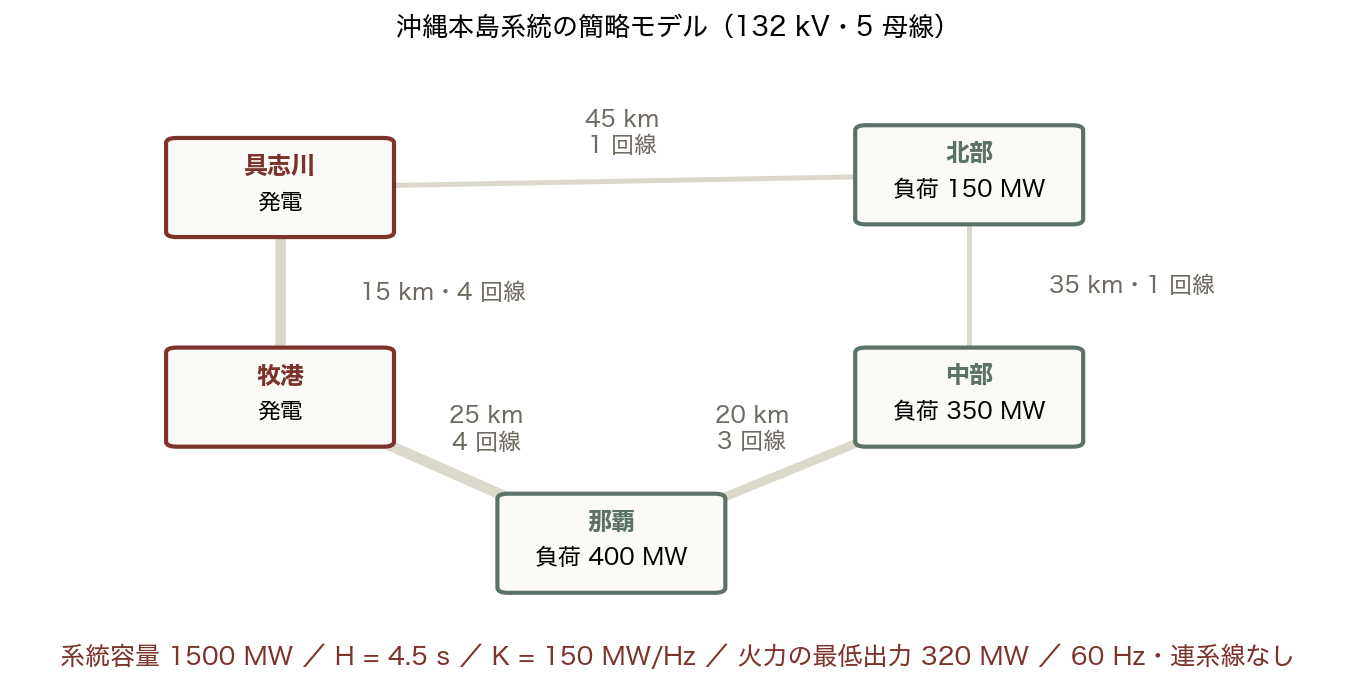 沖縄本島系統の簡略モデル（132 kV・5 母線）
45 km
1 回線
具志川
発電
北部
負荷 150 MW
15 km・4 回線
35 km・1 回線
牧港
発電
中部
負荷 350 MW
25 km
4 回線
20 km
3 回線
那覇
負荷 400 MW
系統容量 1500 MW ／ H = 4.5 s ／ K = 150 MW/Hz ／ 火力の最低出力 320 MW ／ 60 Hz・連系線なし